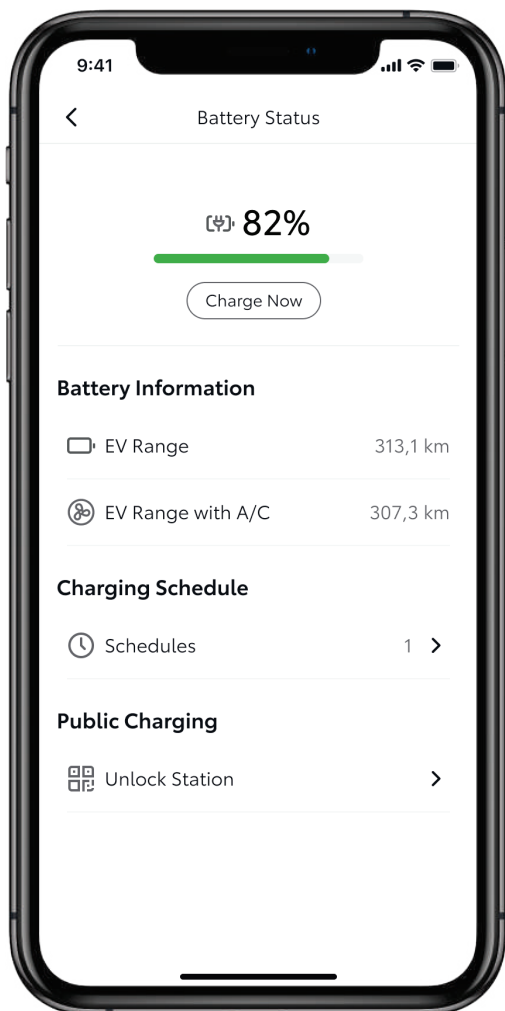 9:41
Battery Status
82%
Charge Now
Battery Information
EV Range 313,1 km
EV Range with A/C 307,3 km
Charging Schedule
Schedules 1
Public Charging
Unlock Station